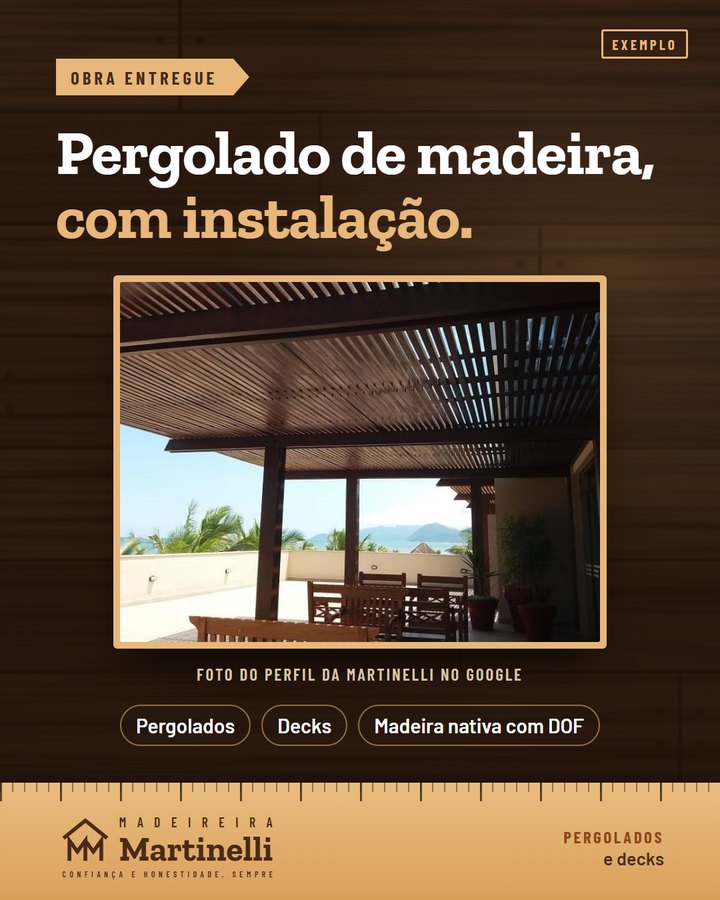 EXEMPLO
OBRA ENTREGUE
Pergolado de madeira,
com instalação.
FOTO DO PERFIL DA MARTINELLI NO GOOGLE
Pergolados
Decks
Madeira nativa com DOF
MADEIREIRA
Martinelli
CONFIANÇA E HONESTIDADE, SEMPRE
PERGOLADOS
e decks